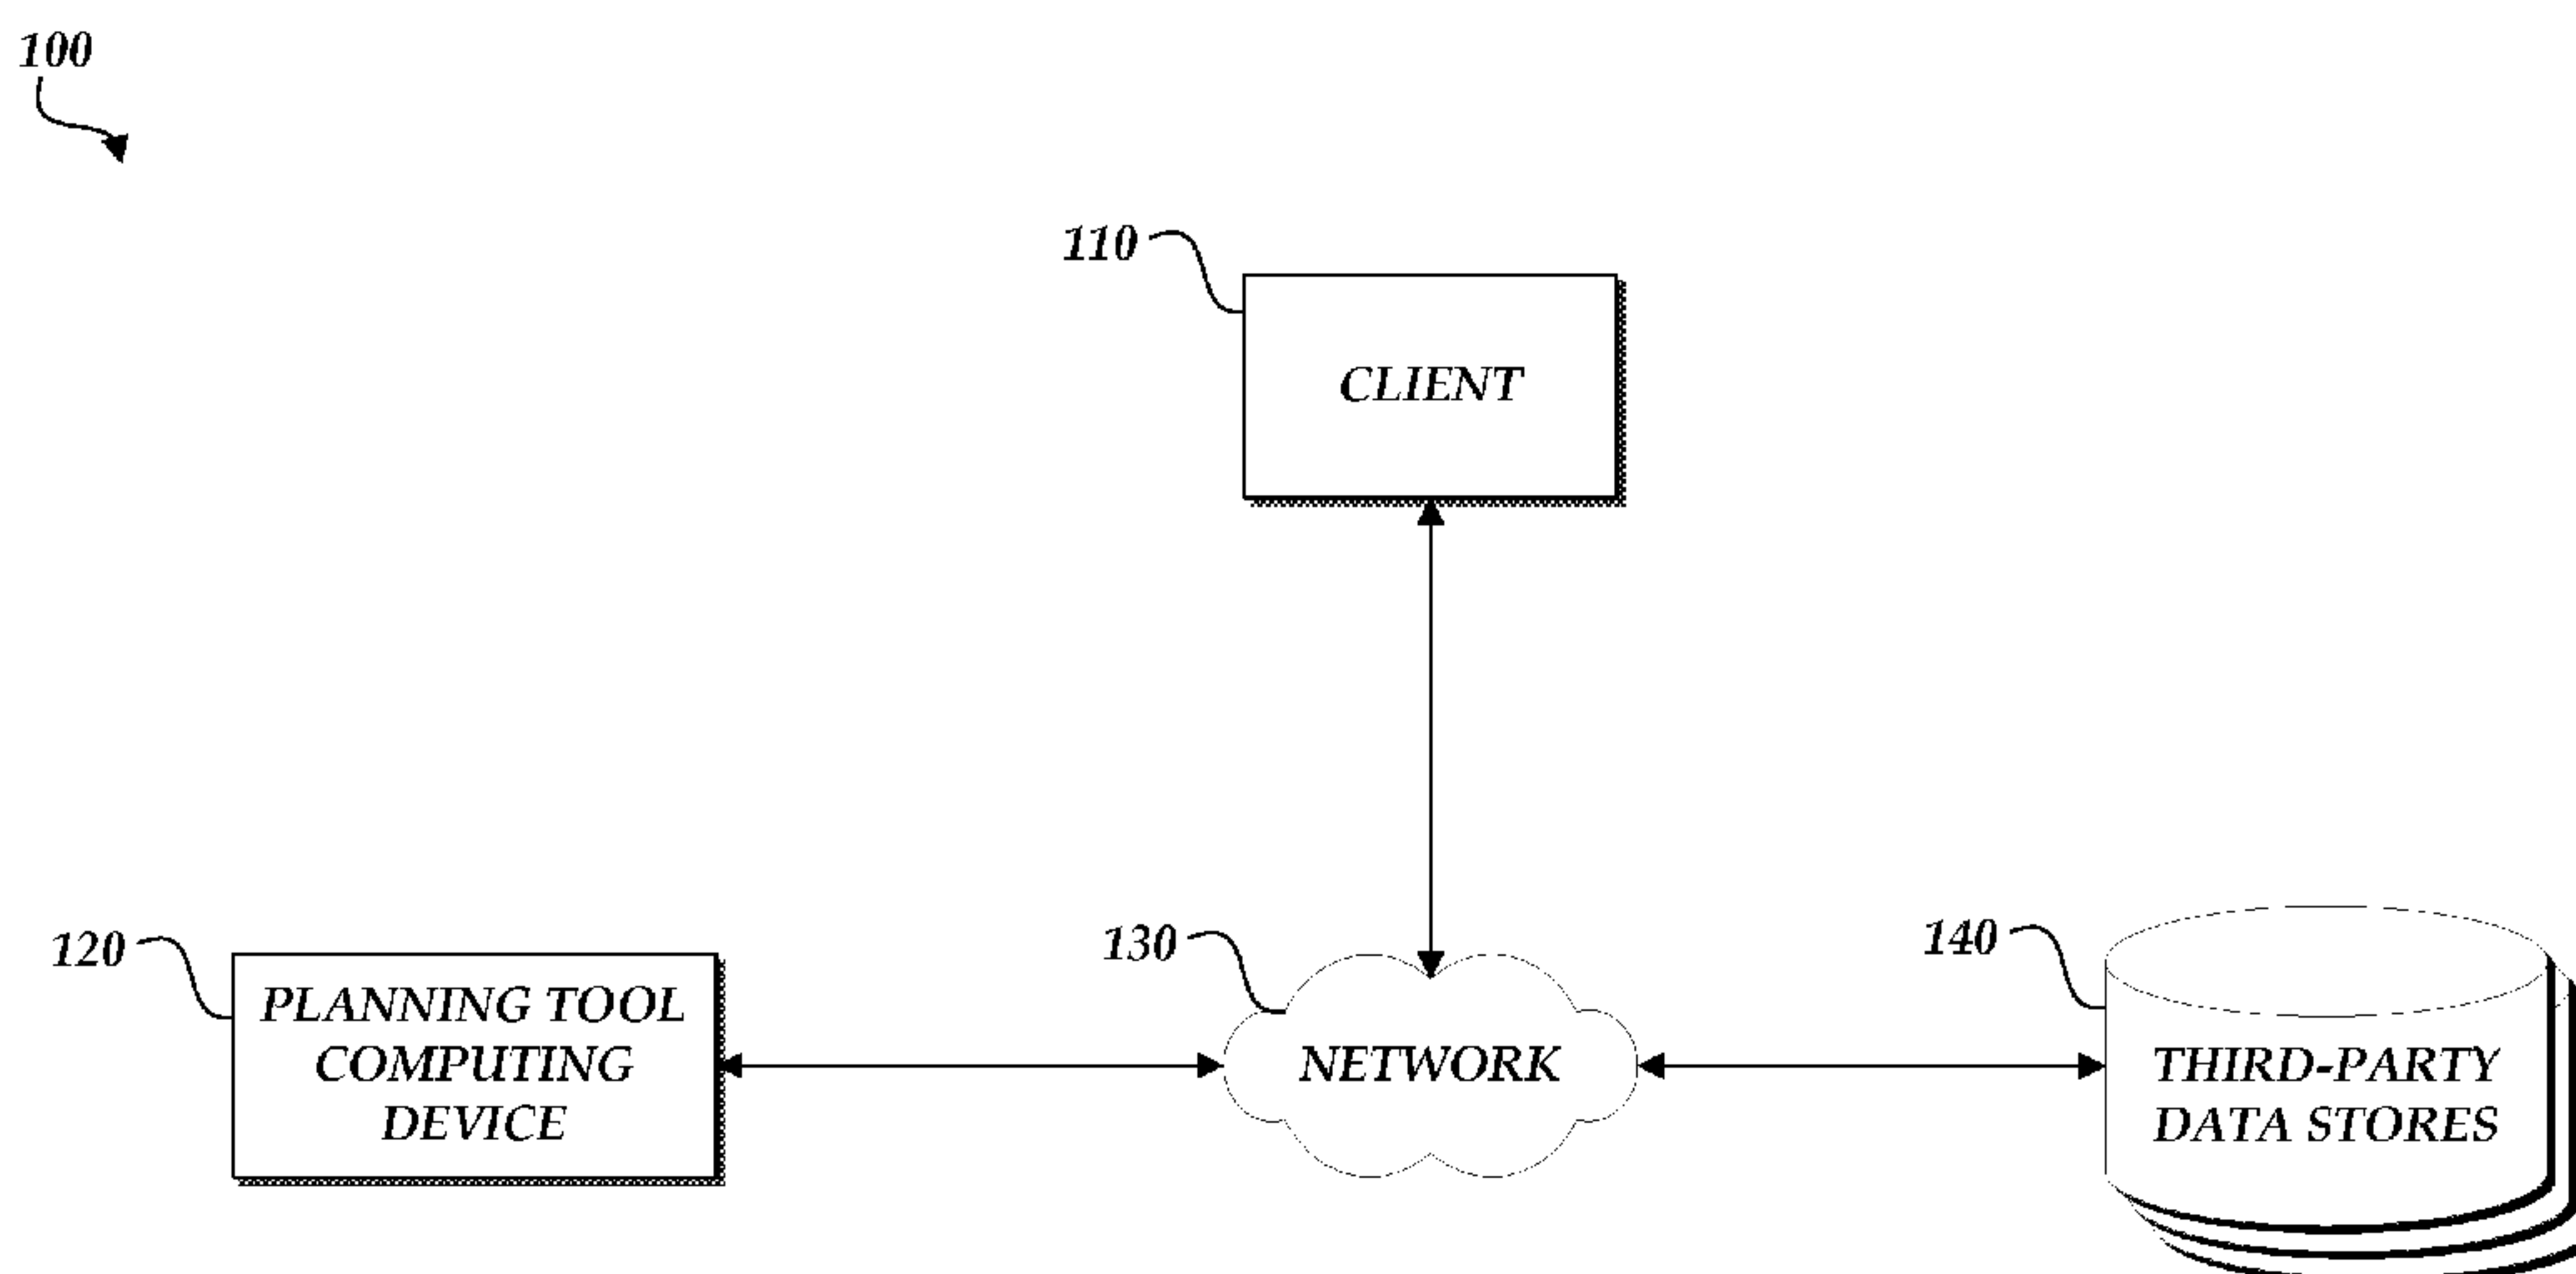 100
110
CLIENT
120
PLANNING TOOL
COMPUTING
DEVICE
130
NETWORK
140
THIRD-PARTY
DATA STORES